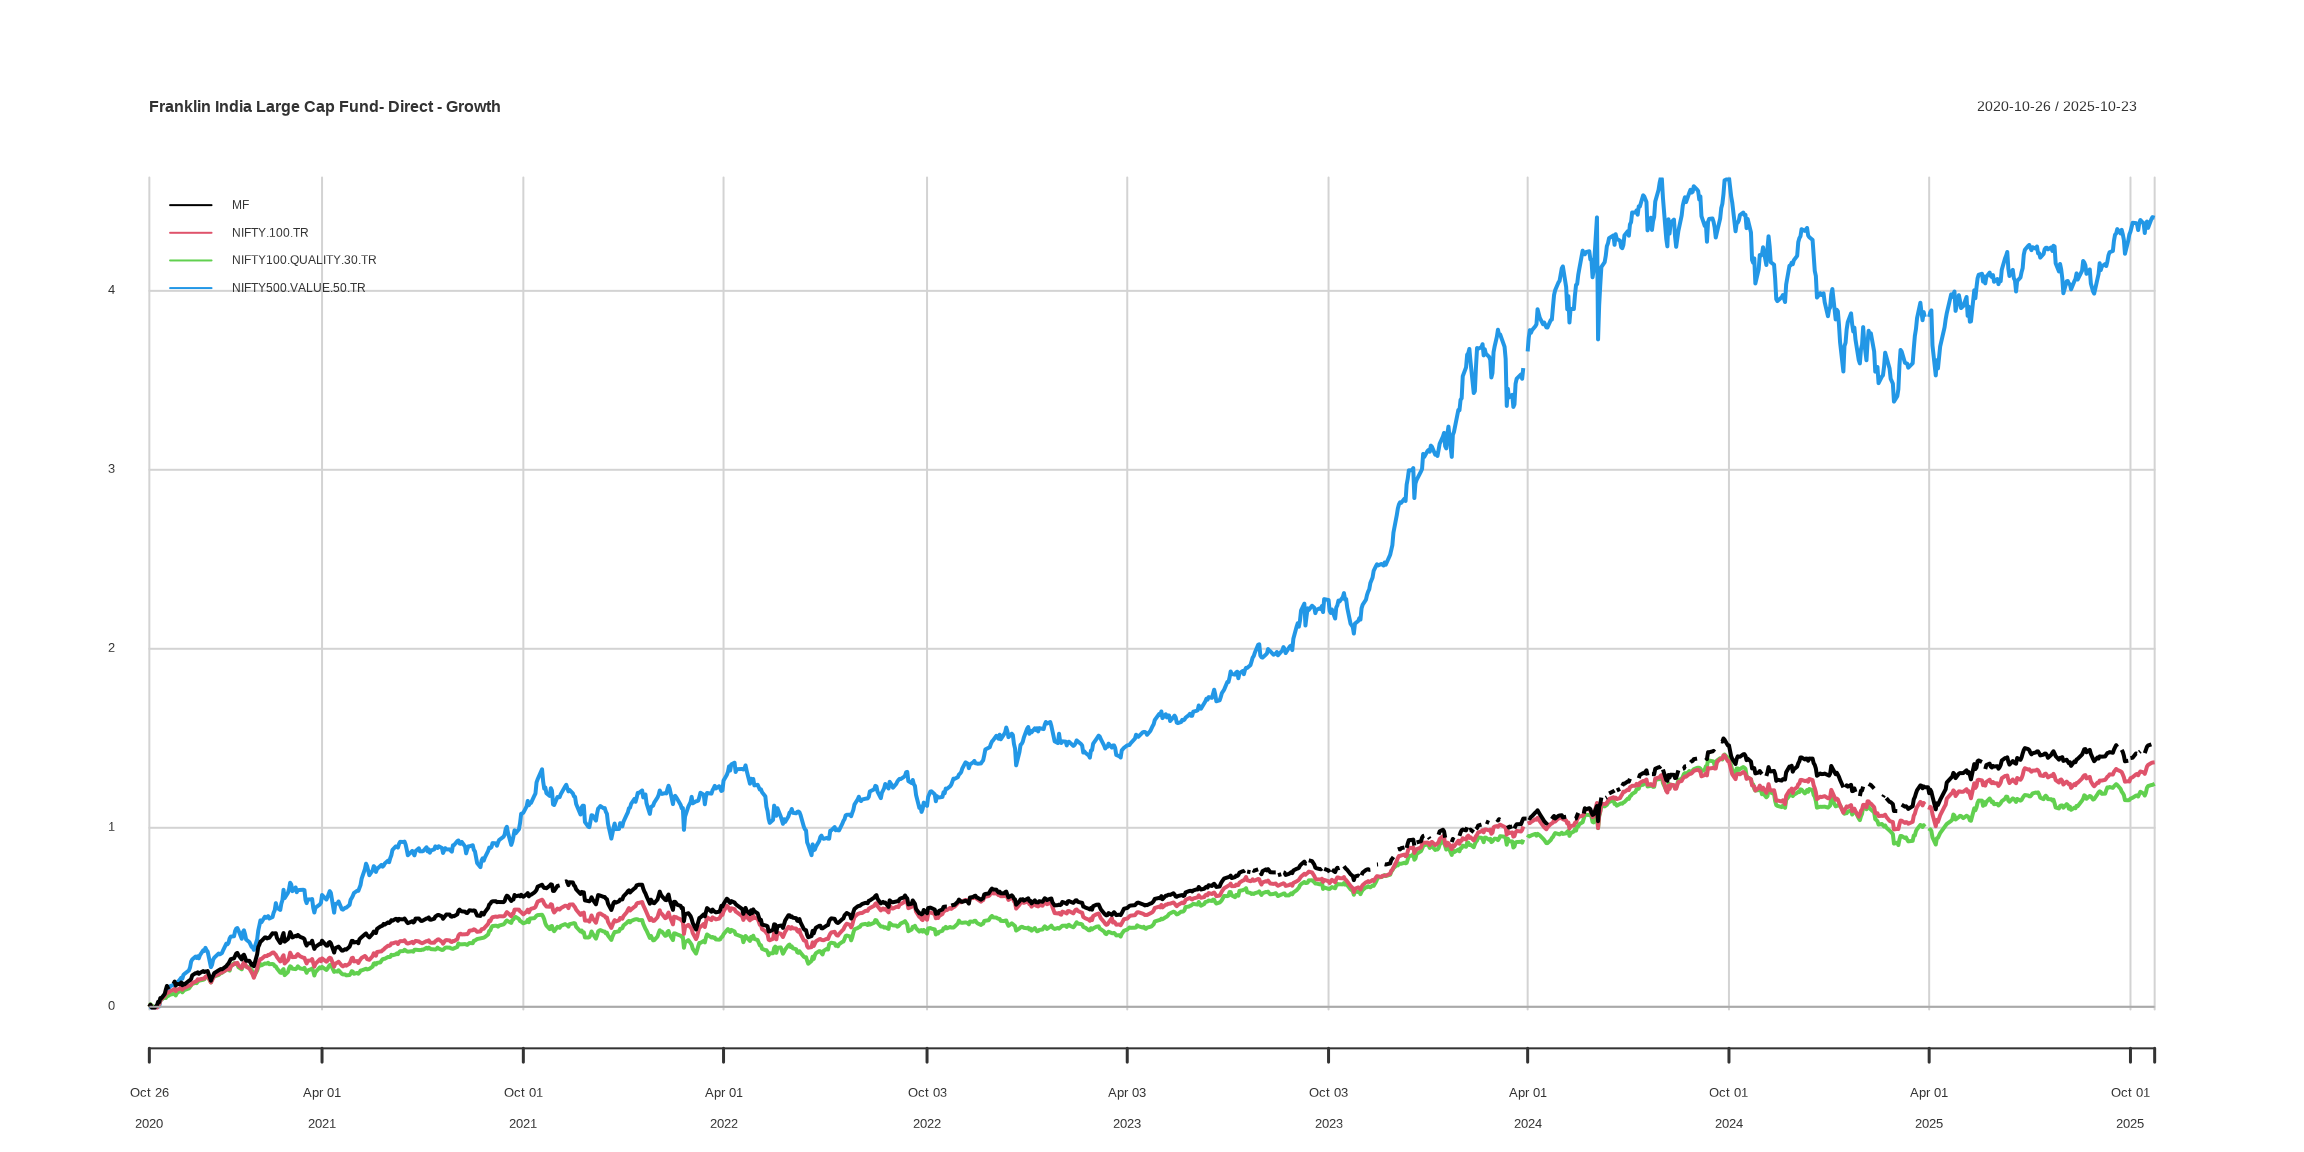 Franklin India Large Cap Fund- Direct - Growth
2020-10-26 / 2025-10-23
MF
NIFTY.100.TR
NIFTY100.QUALITY.30.TR
NIFTY500.VALUE.50.TR
4
3
2
1
0
Oct 26 Apr 01 Oct 01 Apr 01 Oct 03 Apr 03 Oct 03 Apr 01 Oct 01 Apr 01 Oct 01
2020 2021 2021 2022 2022 2023 2023 2024 2024 2025 2025